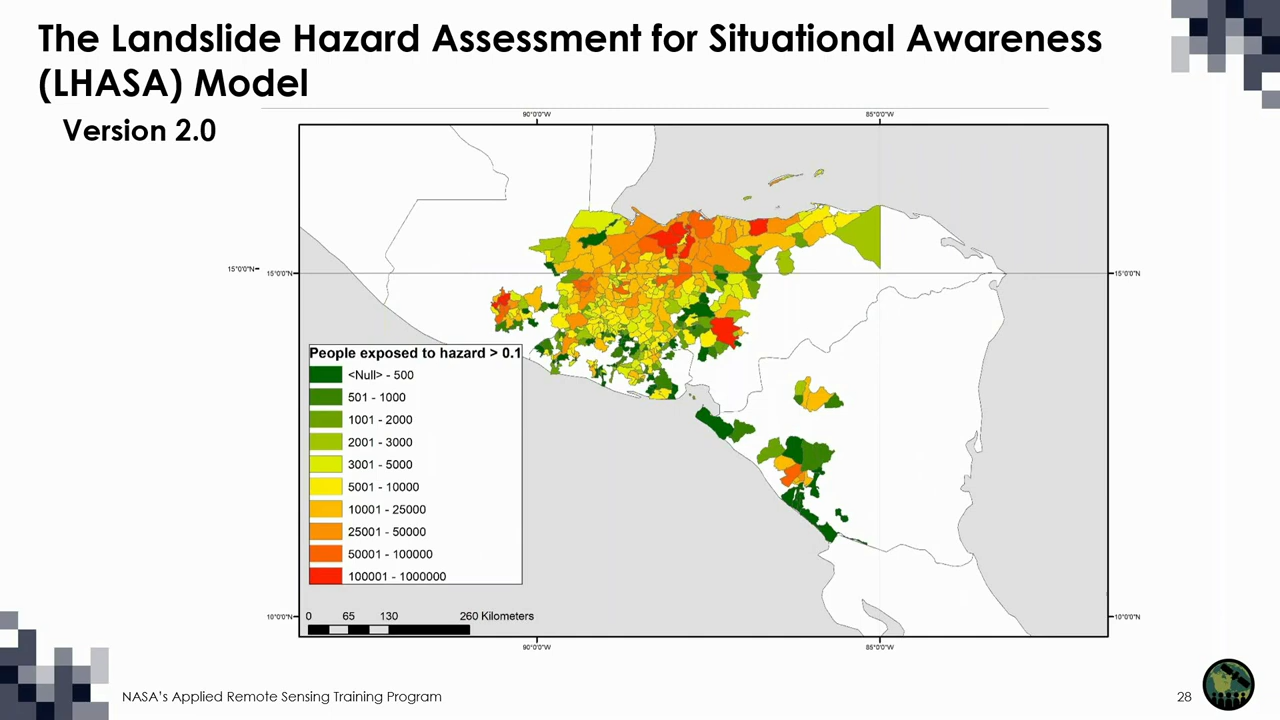 The Landslide Hazard Assessment for Situational Awareness
(LHASA) Model
Version 2.0
90°0'0"W
85°0'0"W
15°0'0"N
15°0'0"N
15°0'0"N
People exposed to hazard > 0.1
<Null> - 500
501 - 1000
1001 - 2000
2001 - 3000
3001 - 5000
5001 - 10000
10001 - 25000
25001 - 50000
50001 - 100000
100001 - 1000000
0 65 130 260 Kilometers
10°0'0"N
10°0'0"N
90°0'0"W
85°0'0"W
NASA's Applied Remote Sensing Training Program
28